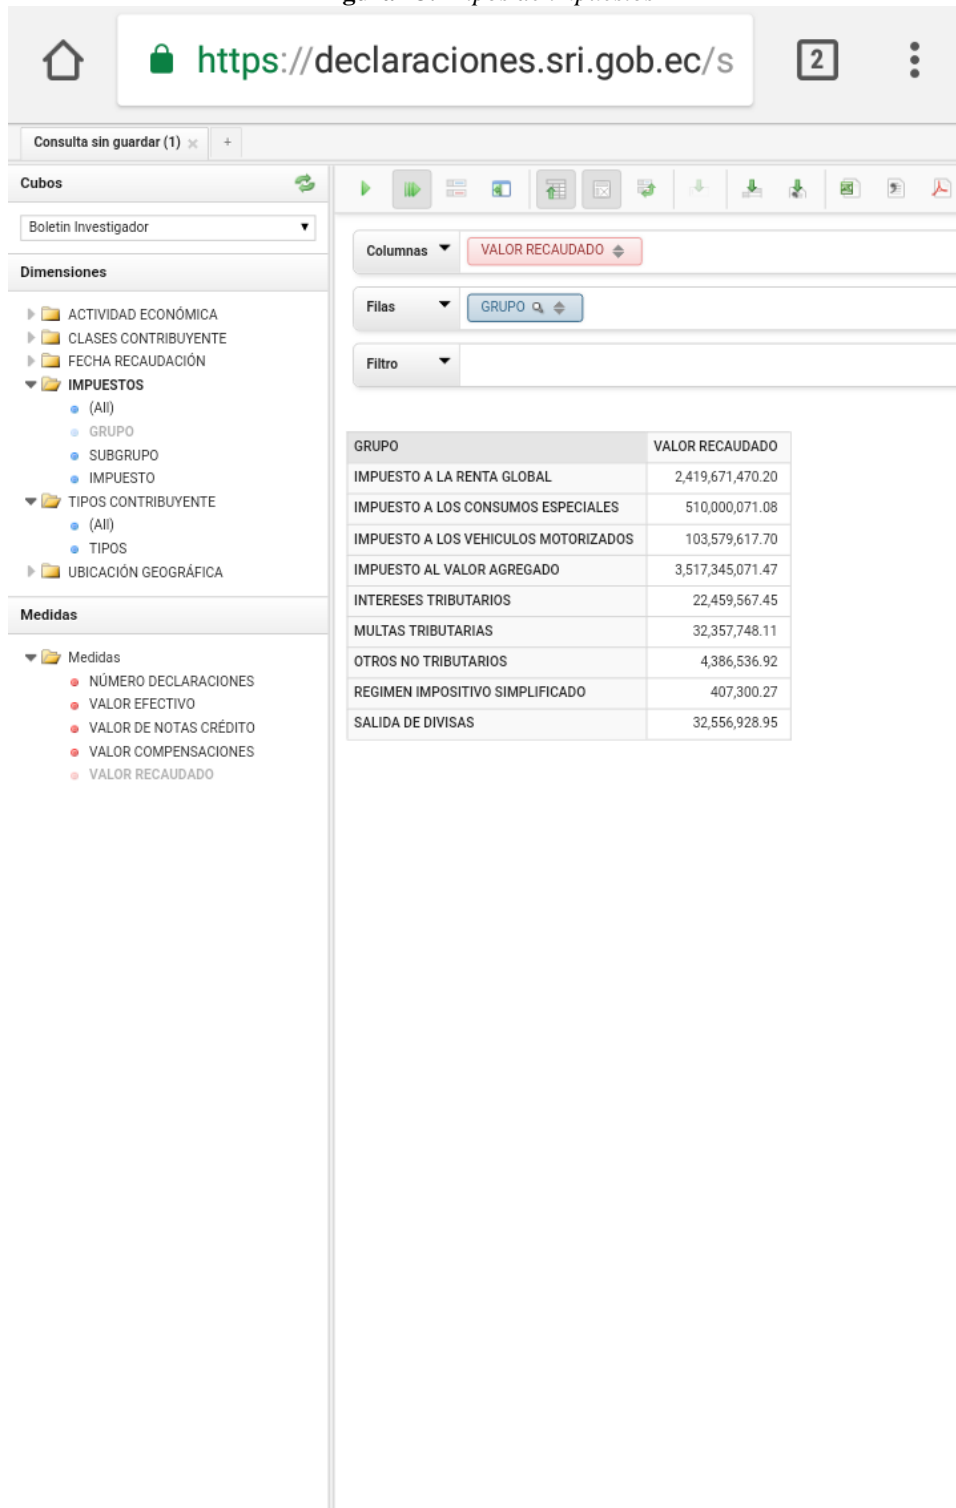 https://declaraciones.sri.gob.ec/s
2
Consulta sin guardar (1) × +
Cubos
Boletin Investigador
Dimensiones
ACTIVIDAD ECONÓMICA
CLASES CONTRIBUYENTE
FECHA RECAUDACIÓN
IMPUESTOS
(All)
GRUPO
SUBGRUPO
IMPUESTO
TIPOS CONTRIBUYENTE
(All)
TIPOS
UBICACIÓN GEOGRÁFICA
Medidas
Medidas
NÚMERO DECLARACIONES
VALOR EFECTIVO
VALOR DE NOTAS CRÉDITO
VALOR COMPENSACIONES
VALOR RECAUDADO
Columnas VALOR RECAUDADO
Filas GRUPO
Filtro
GRUPO VALOR RECAUDADO
IMPUESTO A LA RENTA GLOBAL 2,419,671,470.20
IMPUESTO A LOS CONSUMOS ESPECIALES 510,000,071.08
IMPUESTO A LOS VEHICULOS MOTORIZADOS 103,579,617.70
IMPUESTO AL VALOR AGREGADO 3,517,345,071.47
INTERESES TRIBUTARIOS 22,459,567.45
MULTAS TRIBUTARIAS 32,357,748.11
OTROS NO TRIBUTARIOS 4,386,536.92
REGIMEN IMPOSITIVO SIMPLIFICADO 407,300.27
SALIDA DE DIVISAS 32,556,928.95